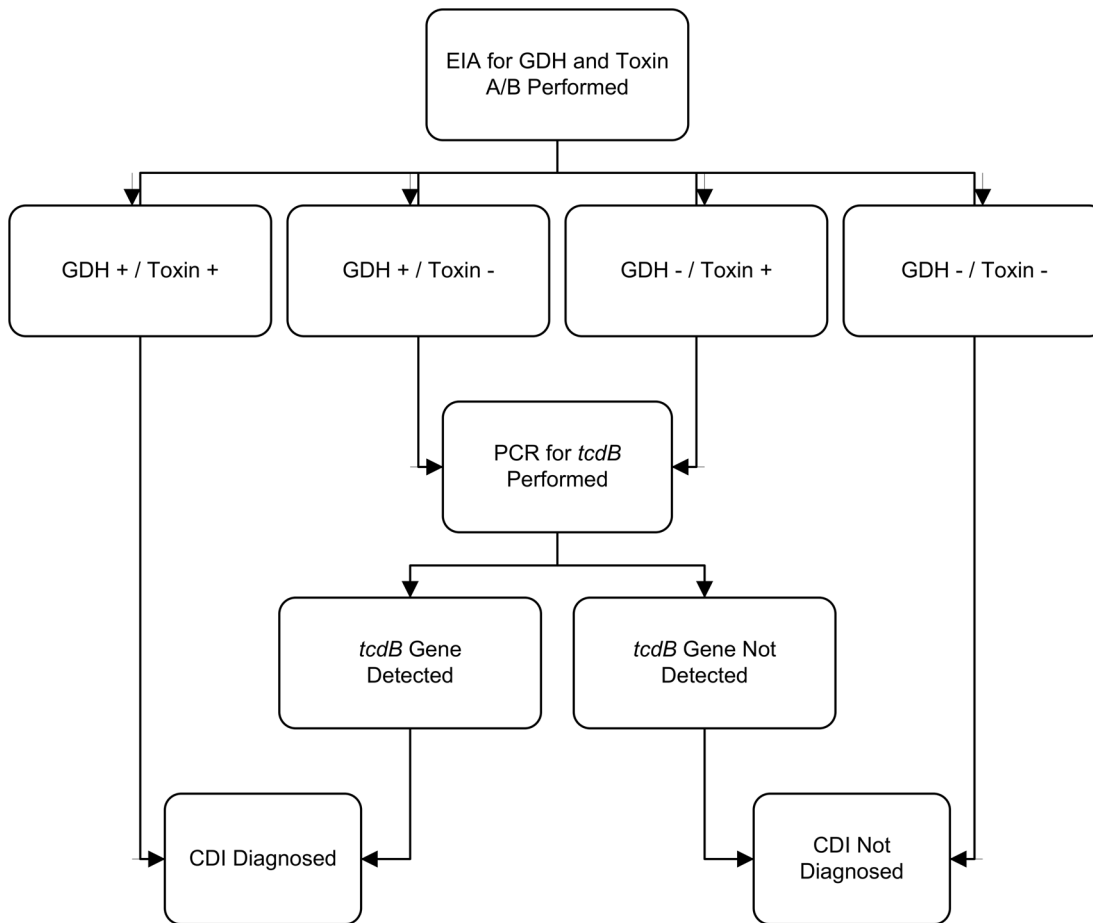 EIA for GDH and Toxin
A/B Performed
GDH + / Toxin +
GDH + / Toxin -
GDH - / Toxin +
GDH - / Toxin -
PCR for tcdB
Performed
tcdB Gene
Detected
tcdB Gene Not
Detected
CDI Diagnosed
CDI Not
Diagnosed